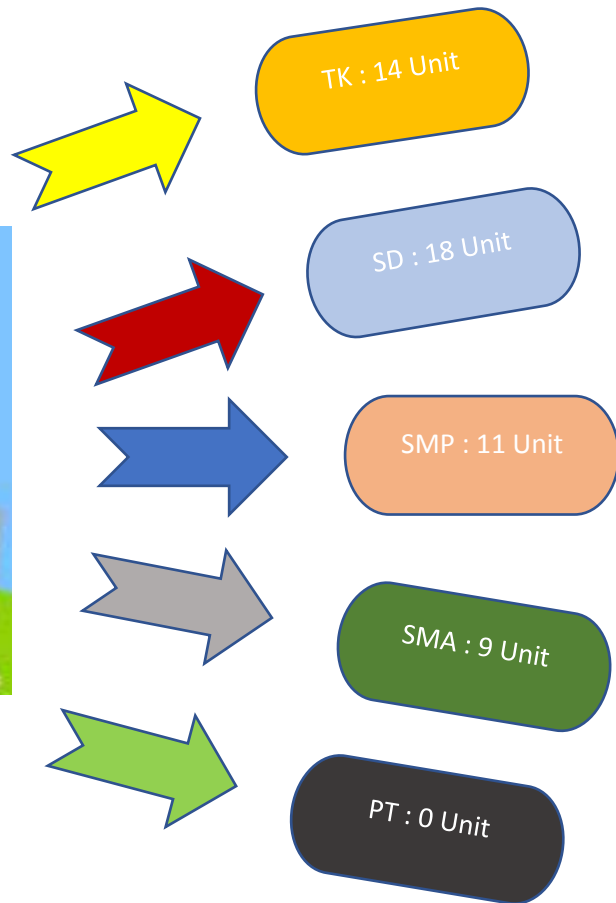 TK : 14 Unit
SD : 18 Unit
SMP : 11 Unit
SMA : 9 Unit
PT : 0 Unit